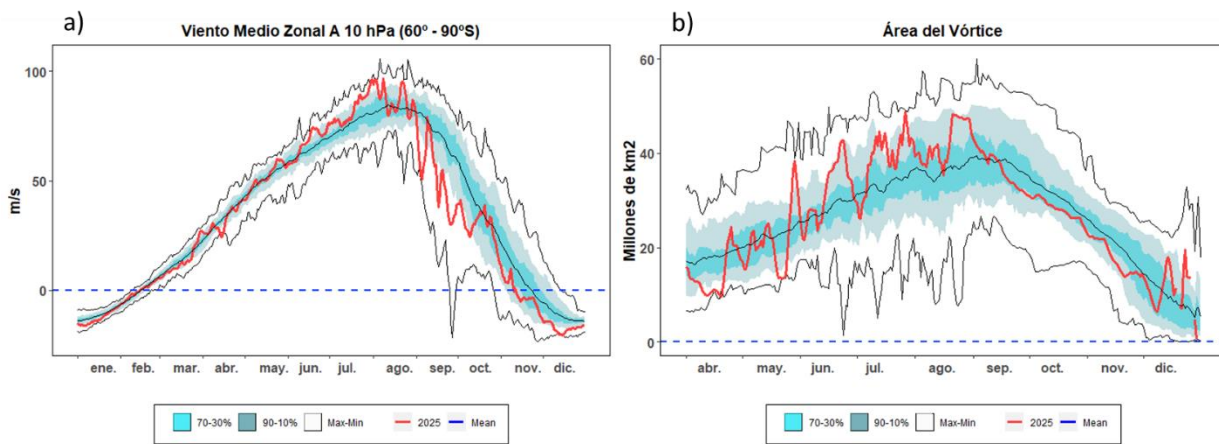 a)
Viento Medio Zonal A 10 hPa (60º - 90ºS)
m/s
100
50
0
ene. feb. mar. abr. may. jun. jul. ago. sep. oct. nov. dic.
70-30% 90-10% Max-Min 2025 Mean
b)
Área del Vórtice
Millones de km2
60
40
20
0
abr. may. jun. jul. ago. sep. oct. nov. dic.
70-30% 90-10% Max-Min 2025 Mean